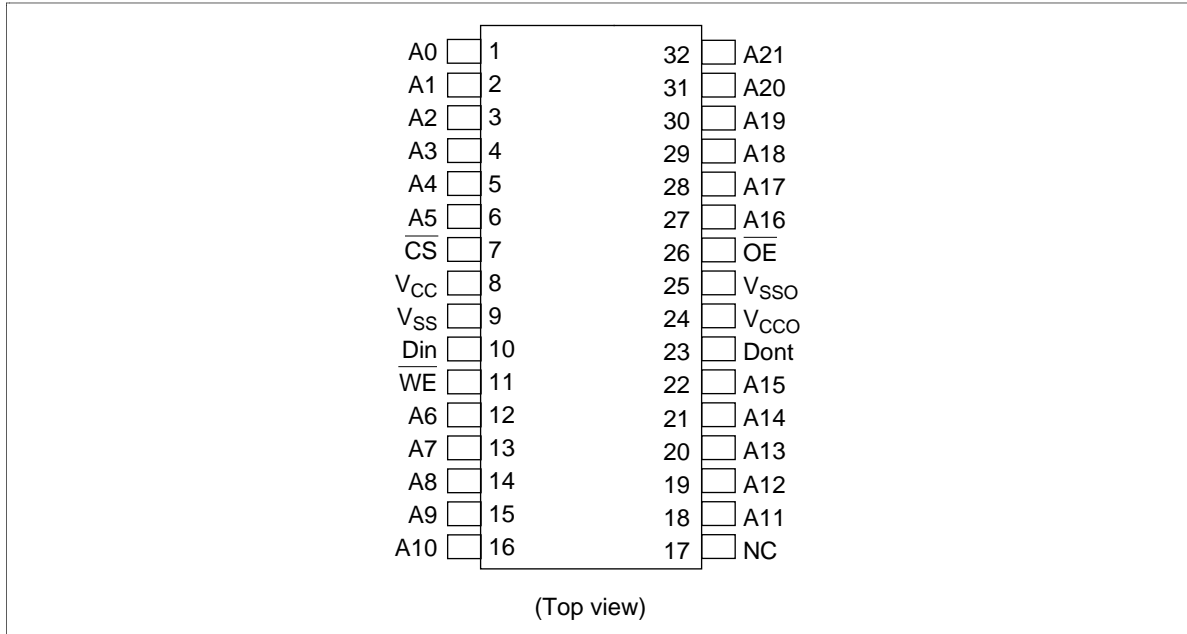 A0 1 32 A21
A1 2 31 A20
A2 3 30 A19
A3 4 29 A18
A4 5 28 A17
A5 6 27 A16
C̅S̅ 7 26 O̅E̅
VCC 8 25 VSSO
VSS 9 24 VCCO
Din 10 23 Dont
W̅E̅ 11 22 A15
A6 12 21 A14
A7 13 20 A13
A8 14 19 A12
A9 15 18 A11
A10 16 17 NC
(Top view)